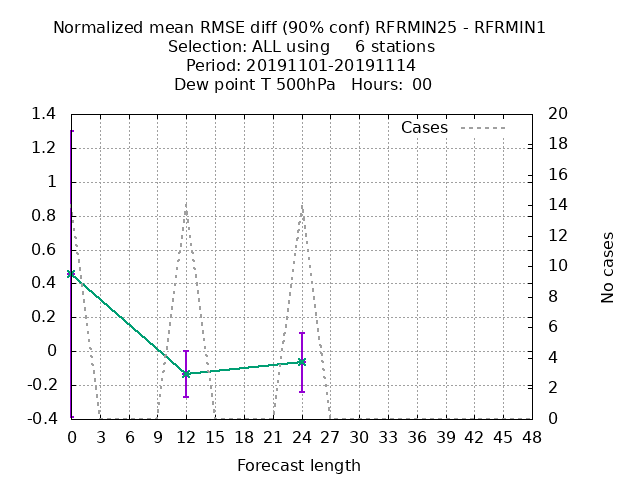 Normalized mean RMSE diff (90% conf) RFRMIN25 - RFRMIN1
Selection: ALL using     6 stations
Period: 20191101-20191114
Dew point T 500hPa   Hours:  00
Cases
1.4
1.2
1
0.8
0.6
0.4
0.2
0
-0.2
-0.4
20
18
16
14
12
10
8
6
4
2
0
No cases
0 3 6 9 12 15 18 21 24 27 30 33 36 39 42 45 48
Forecast length